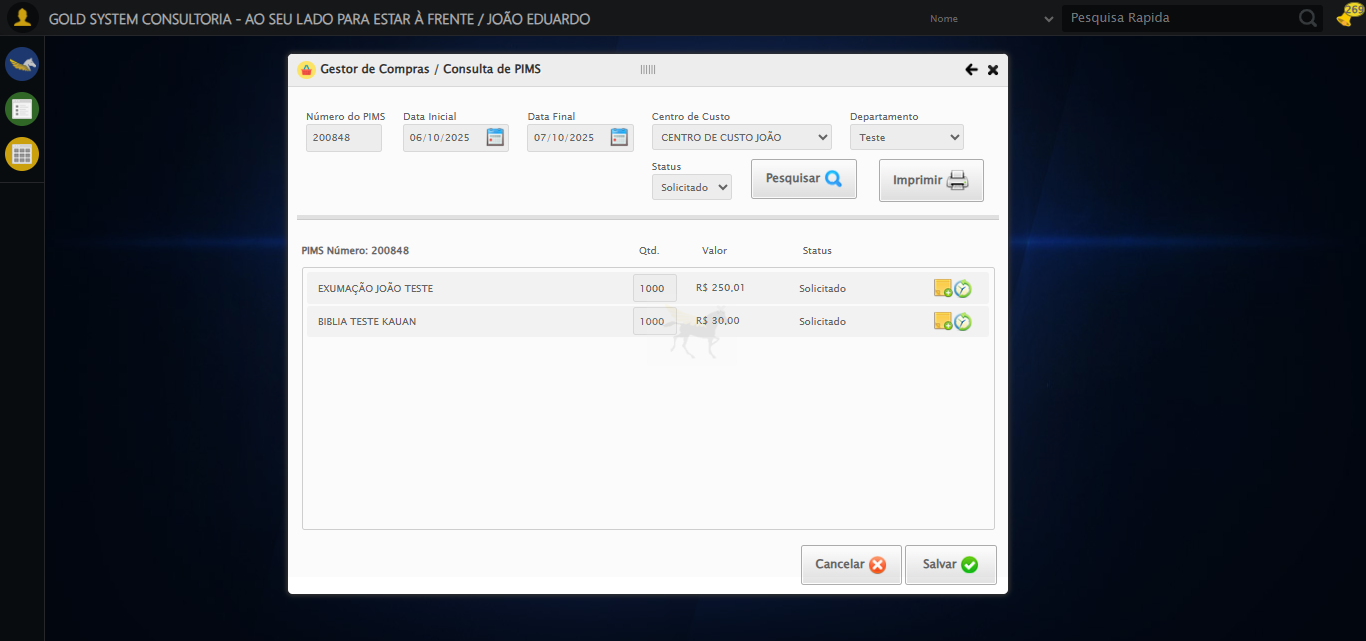 GOLD SYSTEM CONSULTORIA - AO SEU LADO PARA ESTAR À FRENTE / JOÃO EDUARDO
Nome
Pesquisa Rapida
269
Gestor de Compras / Consulta de PIMS
Número do PIMS Data Inicial Data Final Centro de Custo Departamento
200848 06/10/2025 07/10/2025 CENTRO DE CUSTO JOÃO Teste
Status
Solicitado Pesquisar Imprimir
PIMS Número: 200848 Qtd. Valor Status
EXUMAÇÃO JOÃO TESTE 1000 R$ 250,01 Solicitado
BIBLIA TESTE KAUAN 1000 R$ 30,00 Solicitado
Cancelar Salvar